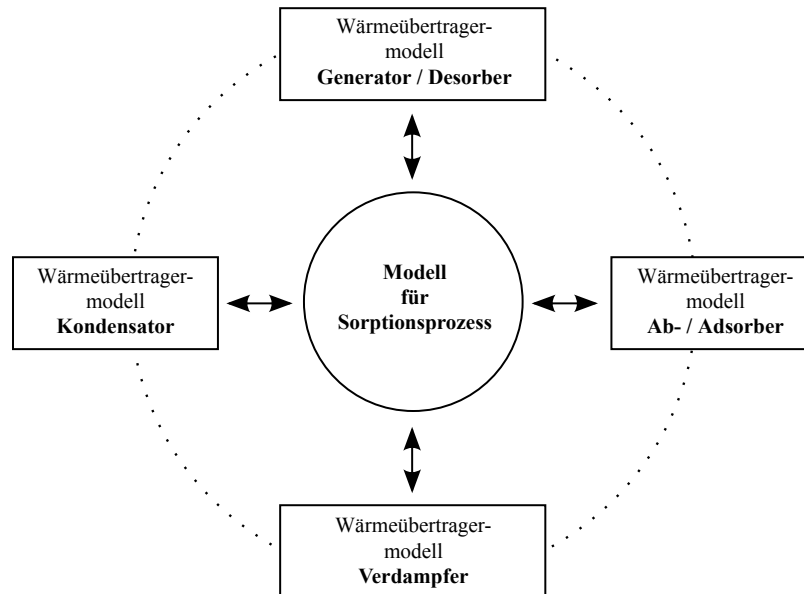 Wärmeübertrager-
modell
Generator / Desorber
Wärmeübertrager-
modell
Kondensator
Modell
für
Sorptionsprozess
Wärmeübertrager-
modell
Ab- / Adsorber
Wärmeübertrager-
modell
Verdampfer